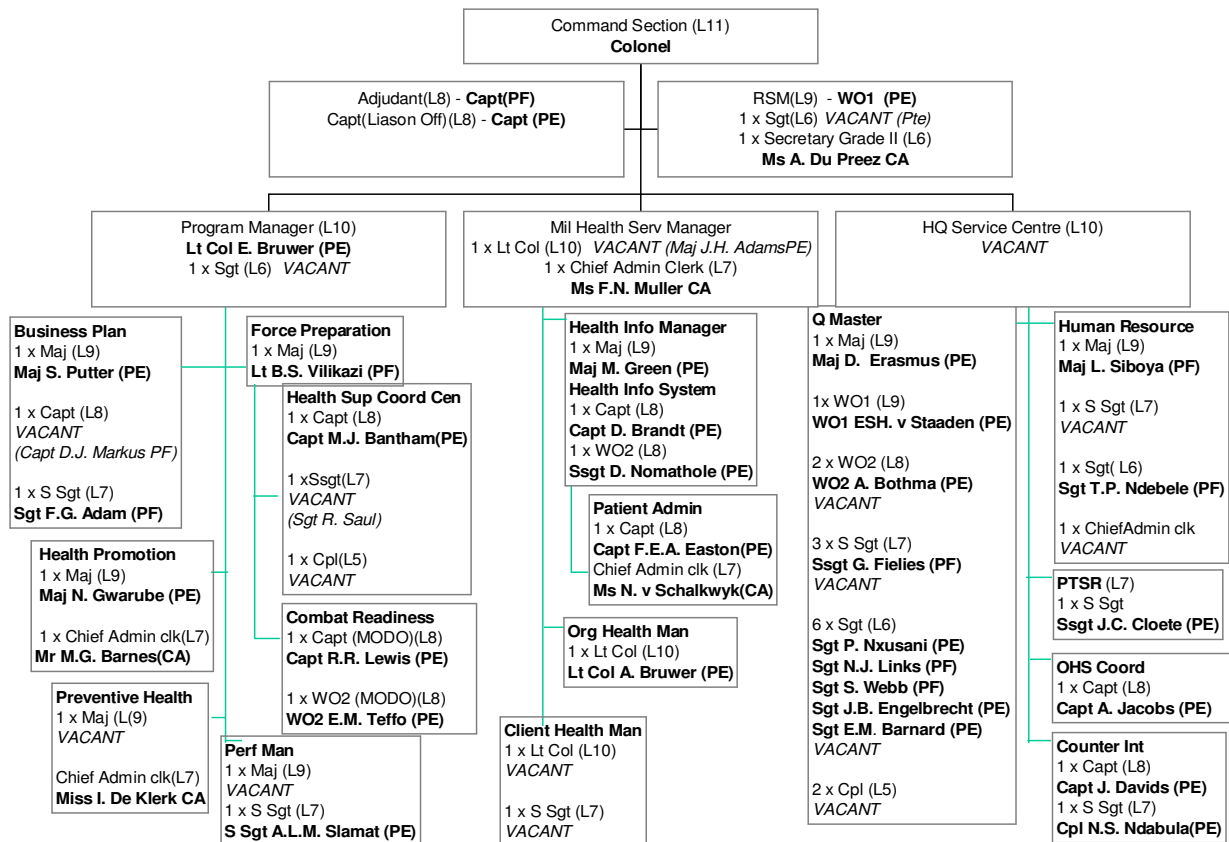 Command Section (L11)
Colonel
Adjudant(L8) - Capt(PF)
Capt(Liason Off)(L8) - Capt (PE)
RSM(L9) - WO1 (PE)
1 x Sgt(L6) VACANT (Pte)
1 x Secretary Grade II (L6)
Ms A. Du Preez CA
Program Manager (L10)
Lt Col E. Bruwer (PE)
1 x Sgt (L6) VACANT
Mil Health Serv Manager
1 x Lt Col (L10) VACANT (Maj J.H. AdamsPE)
1 x Chief Admin Clerk (L7)
Ms F.N. Muller CA
HQ Service Centre (L10)
VACANT
Business Plan
1 x Maj (L9)
Maj S. Putter (PE)
1 x Capt (L8)
VACANT
(Capt D.J. Markus PF)
1 x S Sgt (L7)
Sgt F.G. Adam (PF)
Force Preparation
1 x Maj (L9)
Lt B.S. Vilikazi (PF)
Health Sup Coord Cen
1 x Capt (L8)
Capt M.J. Bantham(PE)
1 xSsgt(L7)
VACANT
(Sgt R. Saul)
1 x Cpl(L5)
VACANT
Combat Readiness
1 x Capt (MODO)(L8)
Capt R.R. Lewis (PE)
1 x WO2 (MODO)(L8)
WO2 E.M. Teffo (PE)
Health Promotion
1 x Maj (L9)
Maj N. Gwarube (PE)
1 x Chief Admin clk(L7)
Mr M.G. Barnes(CA)
Preventive Health
1 x Maj (L(9)
VACANT
Chief Admin clk(L7)
Miss I. De Klerk CA
Perf Man
1 x Maj (L9)
VACANT
1 x S Sgt (L7)
S Sgt A.L.M. Slamat (PE)
Health Info Manager
1 x Maj (L9)
Maj M. Green (PE)
Health Info System
1 x Capt (L8)
Capt D. Brandt (PE)
1 x WO2 (L8)
Ssgt D. Nomathole (PE)
Patient Admin
1 x Capt (L8)
Capt F.E.A. Easton(PE)
Chief Admin clk (L7)
Ms N. v Schalkwyk(CA)
Org Health Man
1 x Lt Col (L10)
Lt Col A. Bruwer (PE)
Client Health Man
1 x Lt Col (L10)
VACANT
1 x S Sgt (L7)
VACANT
Q Master
1 x Maj (L9)
Maj D. Erasmus (PE)
1x WO1 (L9)
WO1 ESH. v Staaden (PE)
2 x WO2 (L8)
WO2 A. Bothma (PE)
VACANT
3 x S Sgt (L7)
Ssgt G. Fielies (PF)
VACANT
6 x Sgt (L6)
Sgt P. Nxusani (PE)
Sgt N.J. Links (PF)
Sgt S. Webb (PF)
Sgt J.B. Engelbrecht (PE)
Sgt E.M. Barnard (PE)
VACANT
2 x Cpl (L5)
VACANT
Human Resource
1 x Maj (L9)
Maj L. Siboya (PF)
1 x S Sgt (L7)
VACANT
1 x Sgt( L6)
Sgt T.P. Ndebele (PF)
1 x ChiefAdmin clk
VACANT
PTSR (L7)
1 x S Sgt
Ssgt J.C. Cloete (PE)
OHS Coord
1 x Capt (L8)
Capt A. Jacobs (PE)
Counter Int
1 x Capt (L8)
Capt J. Davids (PE)
1 x S Sgt (L7)
Cpl N.S. Ndabula(PE)